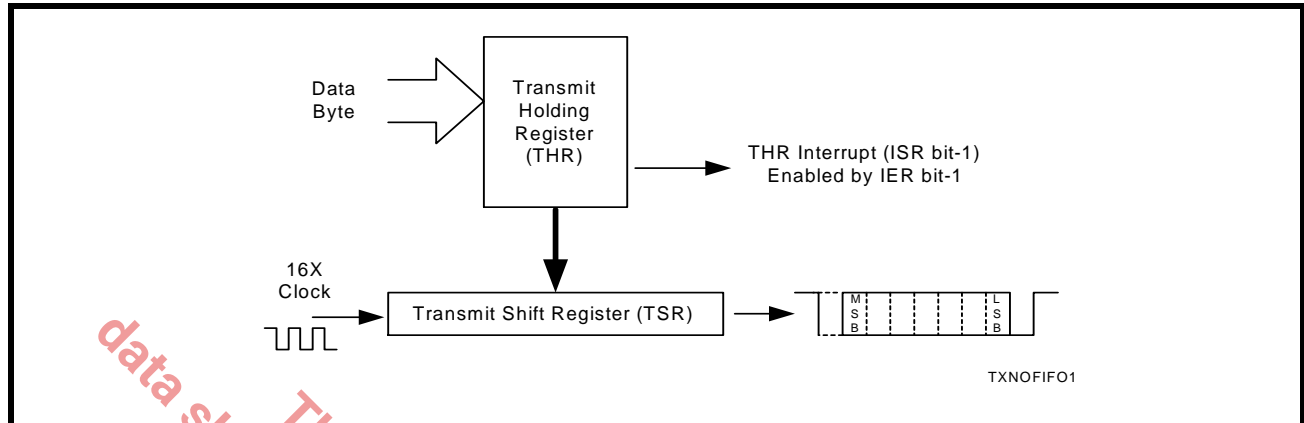 Data
Byte
Transmit
Holding
Register
(THR)
THR Interrupt (ISR bit-1)
Enabled by IER bit-1
16X
Clock
Transmit Shift Register (TSR)
M
S
B
L
S
B
TXNOFIFO1
data